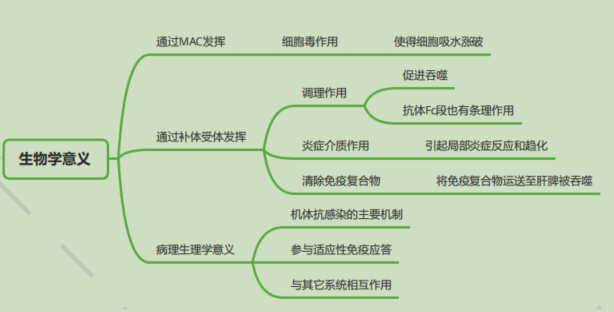 生物学意义
通过MAC发挥
细胞毒作用
使得细胞吸水涨破
通过补体受体发挥
调理作用
促进吞噬
抗体Fc段也有条理作用
炎症介质作用
引起局部炎症反应和趋化
清除免疫复合物
将免疫复合物运送至肝脾被吞噬
病理生理学意义
机体抗感染的主要机制
参与适应性免疫应答
与其它系统相互作用